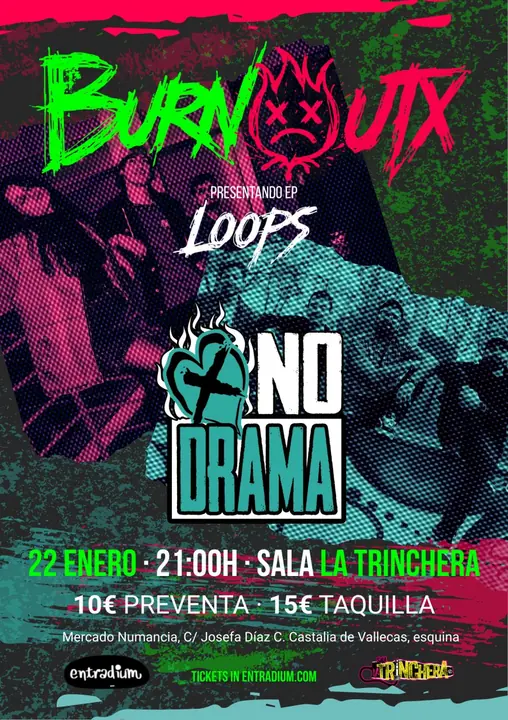 BURNOUTX
PRESENTANDO EP
LOOPS
NO
DRAMA
22 ENERO · 21:00H · SALA LA TRINCHERA
10€ PREVENTA · 15€ TAQUILLA
Mercado Numancia, C/ Josefa Díaz C. Castalia de Vallecas, esquina
entradium TICKETS IN ENTRADIUM.COM LA TRINCHERA